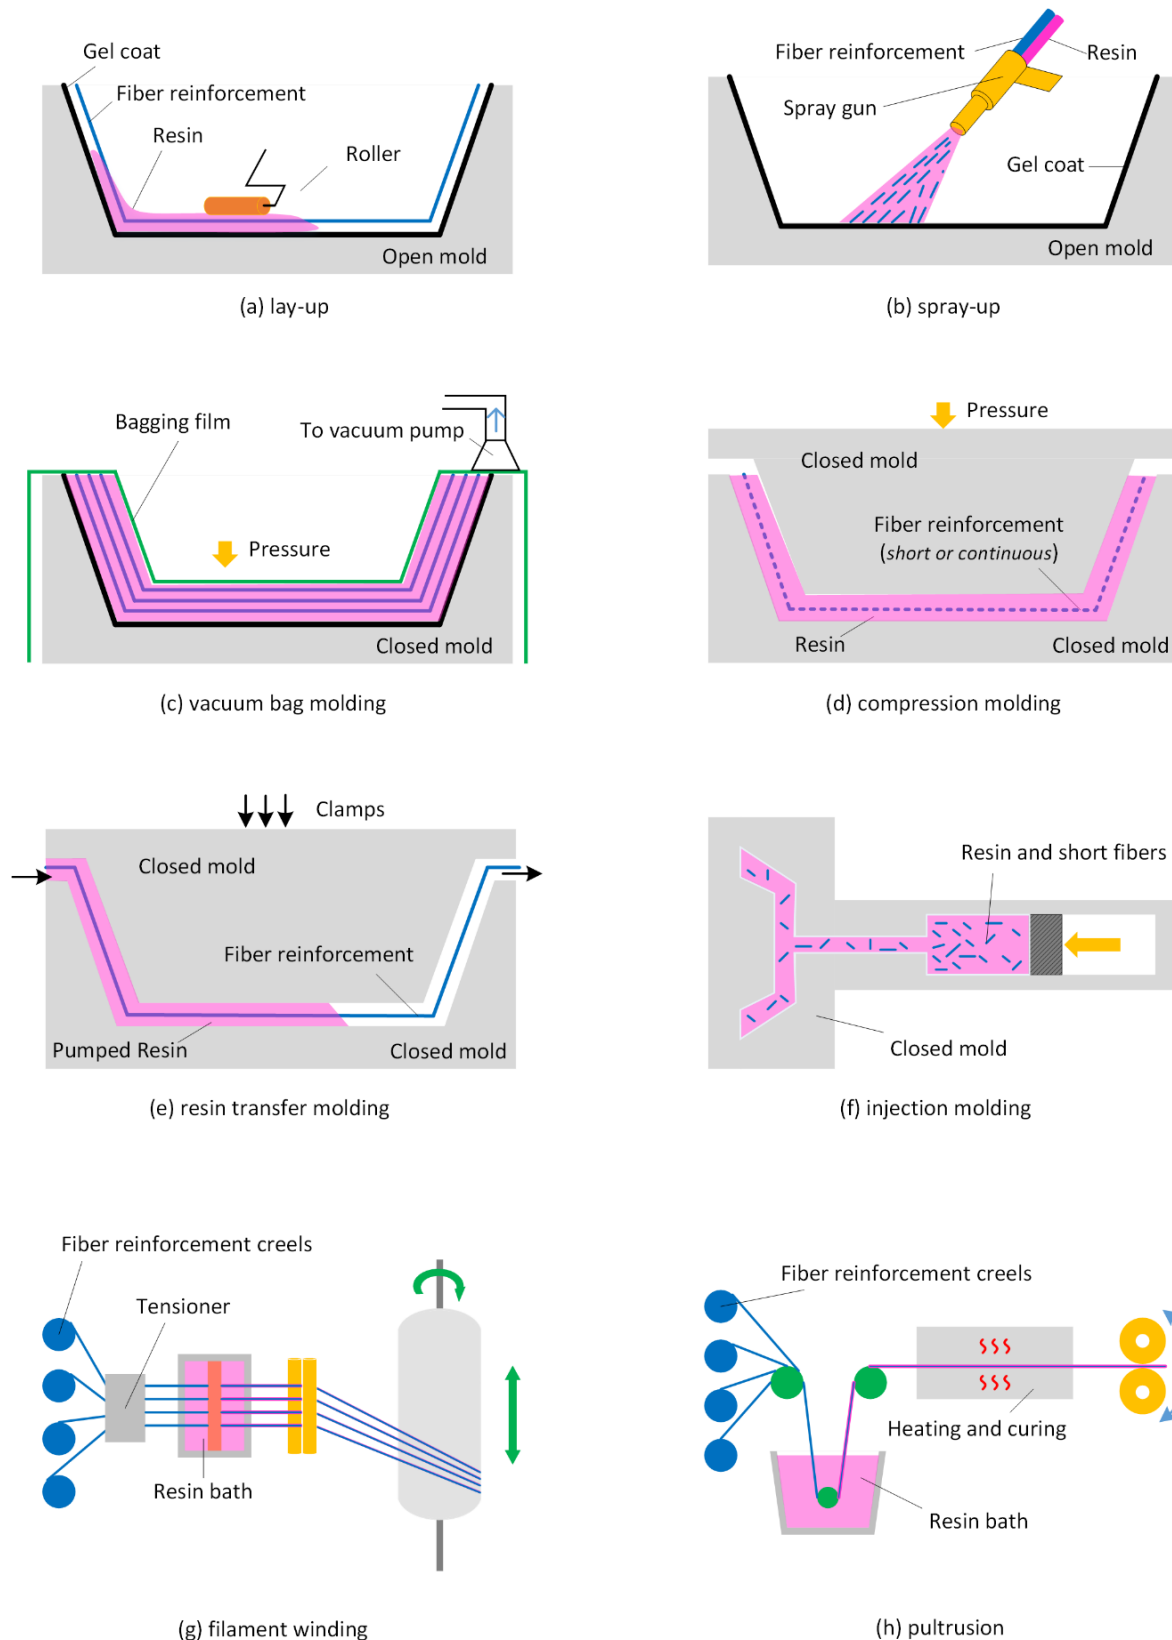 Gel coat
Fiber reinforcement
Resin
Roller
Open mold
(a) lay-up
Fiber reinforcement
Resin
Spray gun
Gel coat
Open mold
(b) spray-up
Bagging film
To vacuum pump
Pressure
Closed mold
(c) vacuum bag molding
Pressure
Closed mold
Fiber reinforcement
(short or continuous)
Resin
Closed mold
(d) compression molding
Clamps
Closed mold
Fiber reinforcement
Pumped Resin
Closed mold
(e) resin transfer molding
Resin and short fibers
Closed mold
(f) injection molding
Fiber reinforcement creels
Tensioner
Resin bath
(g) filament winding
Fiber reinforcement creels
Heating and curing
Resin bath
(h) pultrusion